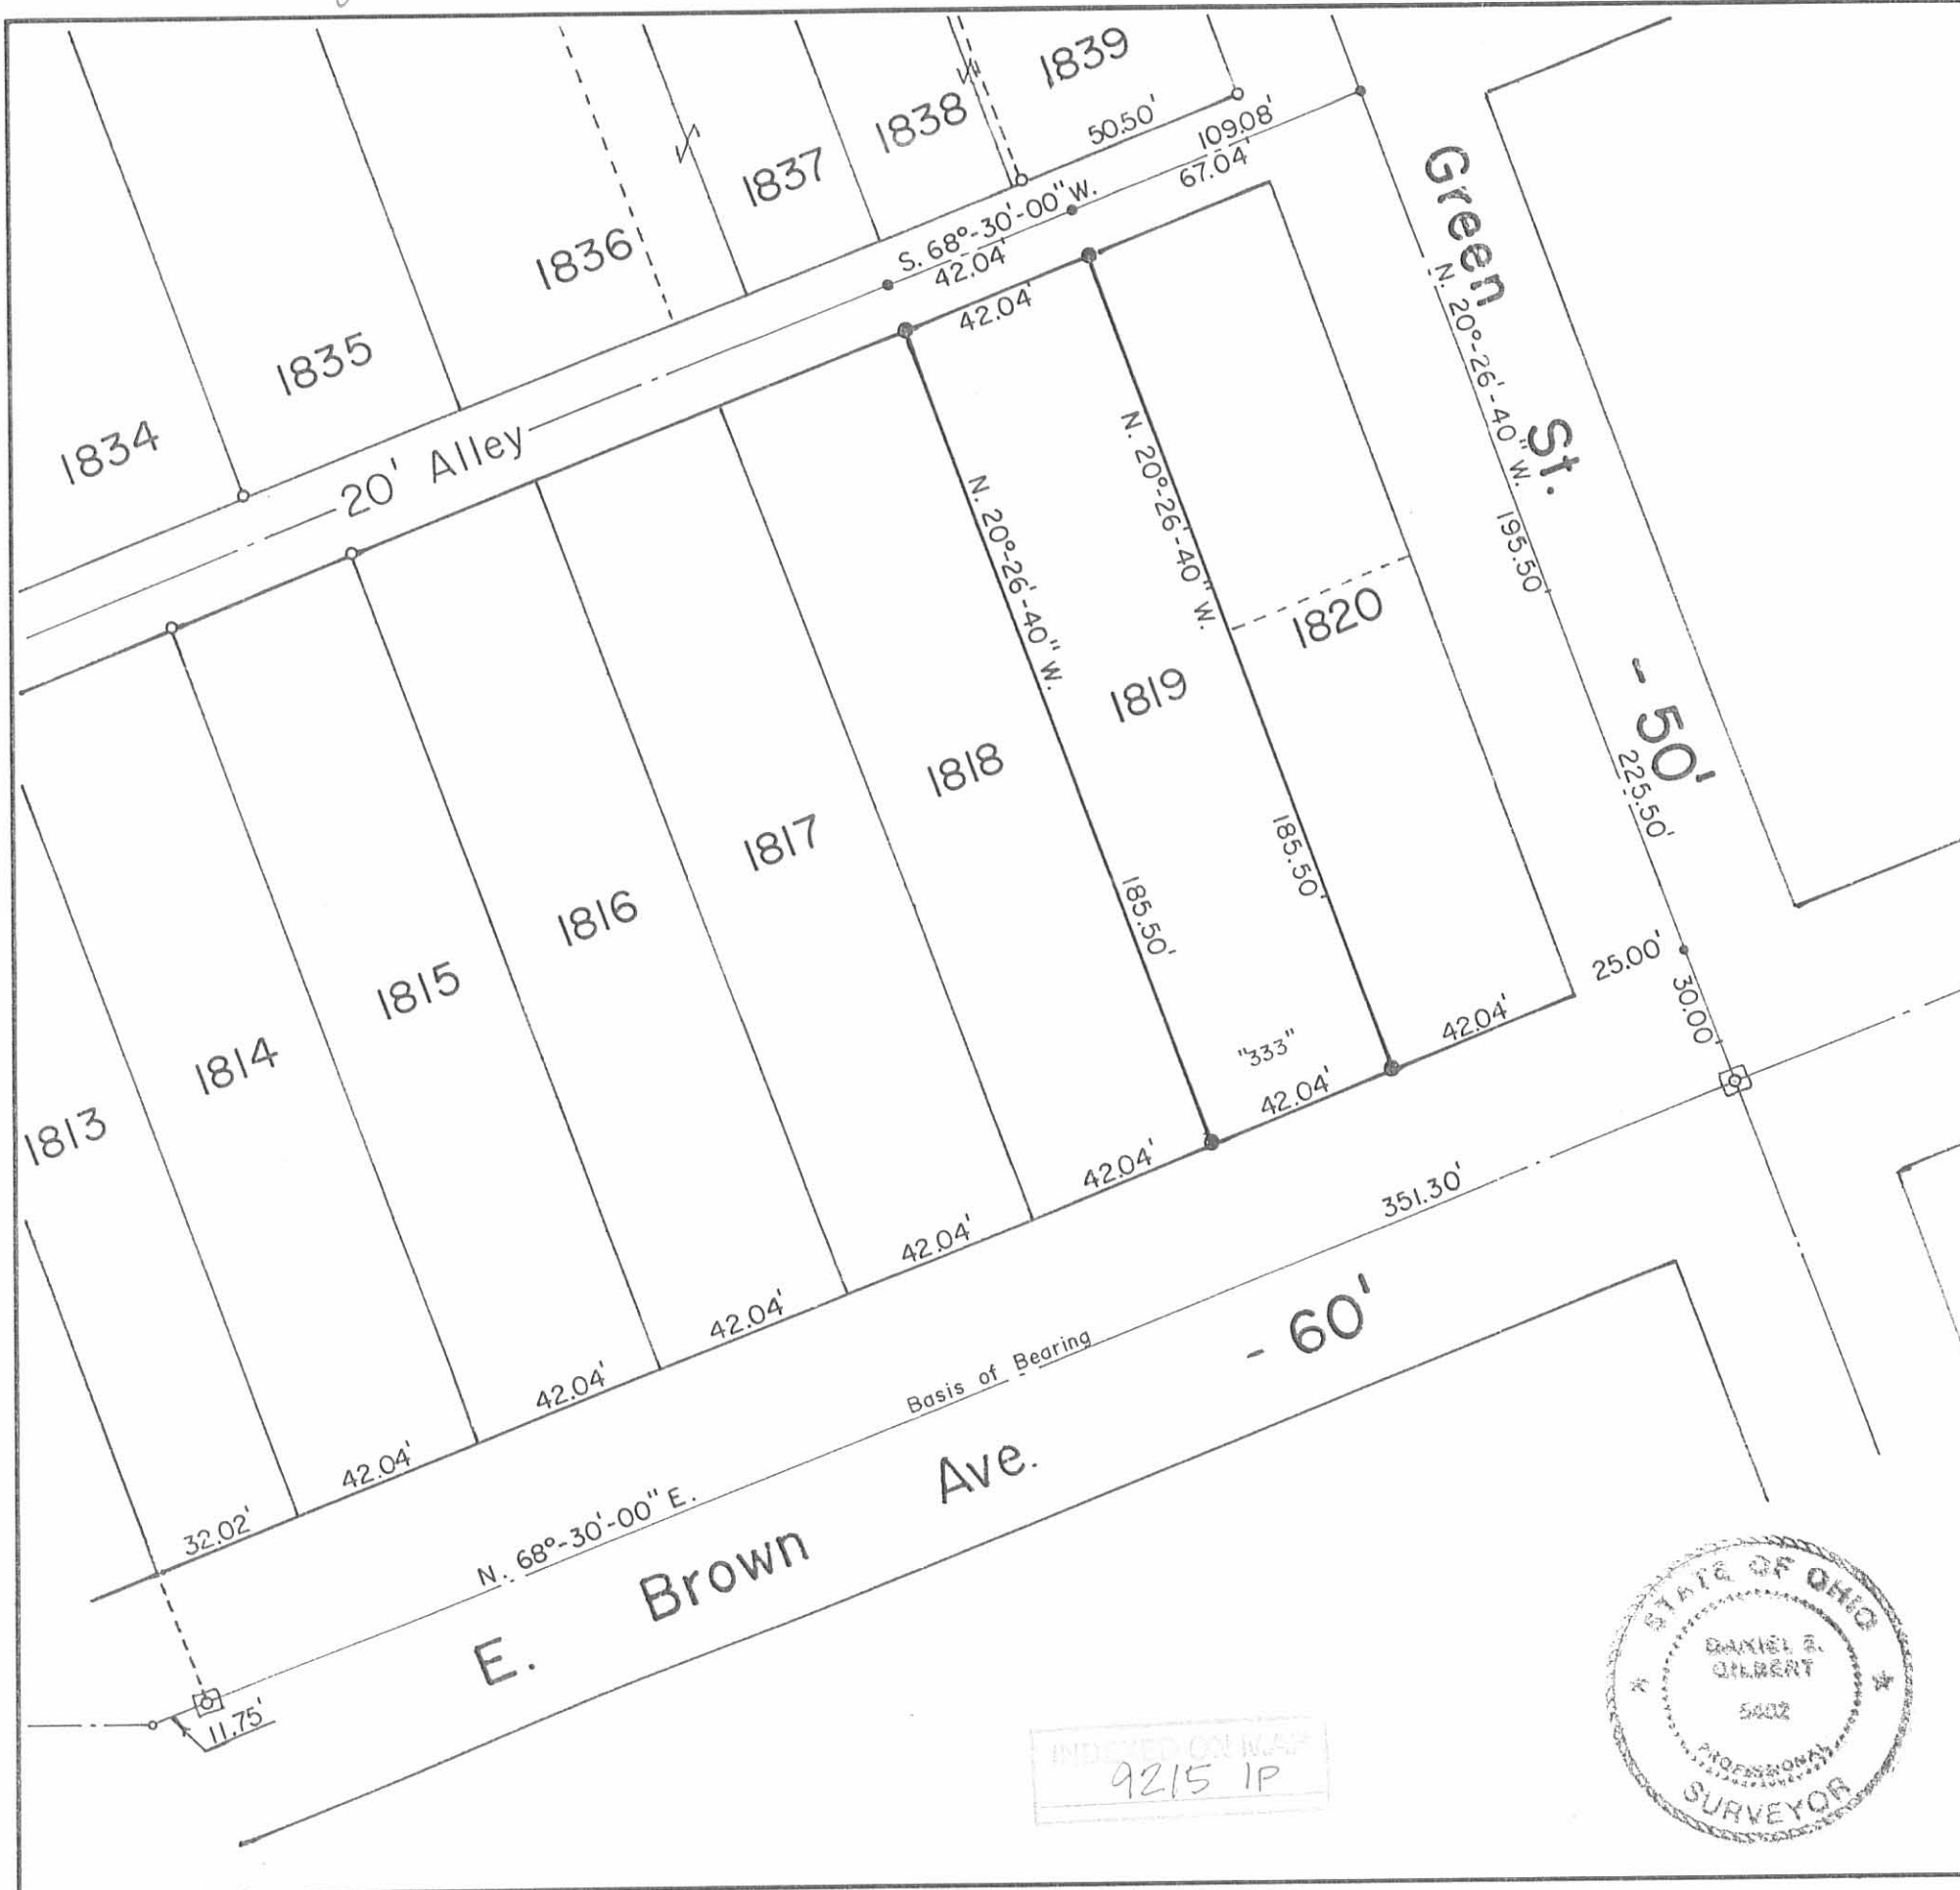 1839
1838
50.50'
109.08'
67.04'
1837
S. 68°-30'-00" W.
42.04'
1836
42.04'
Green St. - 50'
N. 20°-26'-40" W.
195.50'
225.50'
1835
1834
20' Alley
N. 20°-26'-40" W.
185.50'
N. 20°-26'-40" W.
185.50'
1820
1819
1818
1817
1816
1815
1814
1813
25.00'
30.00'
"333"
42.04'
42.04'
42.04'
42.04'
42.04'
42.04'
42.04'
32.02'
351.30'
Basis of Bearing
N. 68°-30'-00" E.
E. Brown Ave. - 60'
11.75'
INDEXED ON MAP
9215 1P
STATE OF OHIO
DANIEL E.
GILBERT
5402
PROFESSIONAL
SURVEYOR